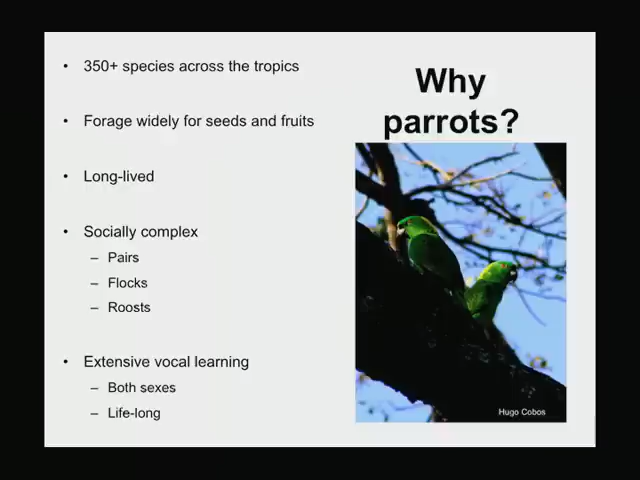 Why
parrots?
• 350+ species across the tropics
• Forage widely for seeds and fruits
• Long-lived
• Socially complex
– Pairs
– Flocks
– Roosts
• Extensive vocal learning
– Both sexes
– Life-long
Hugo Cobos